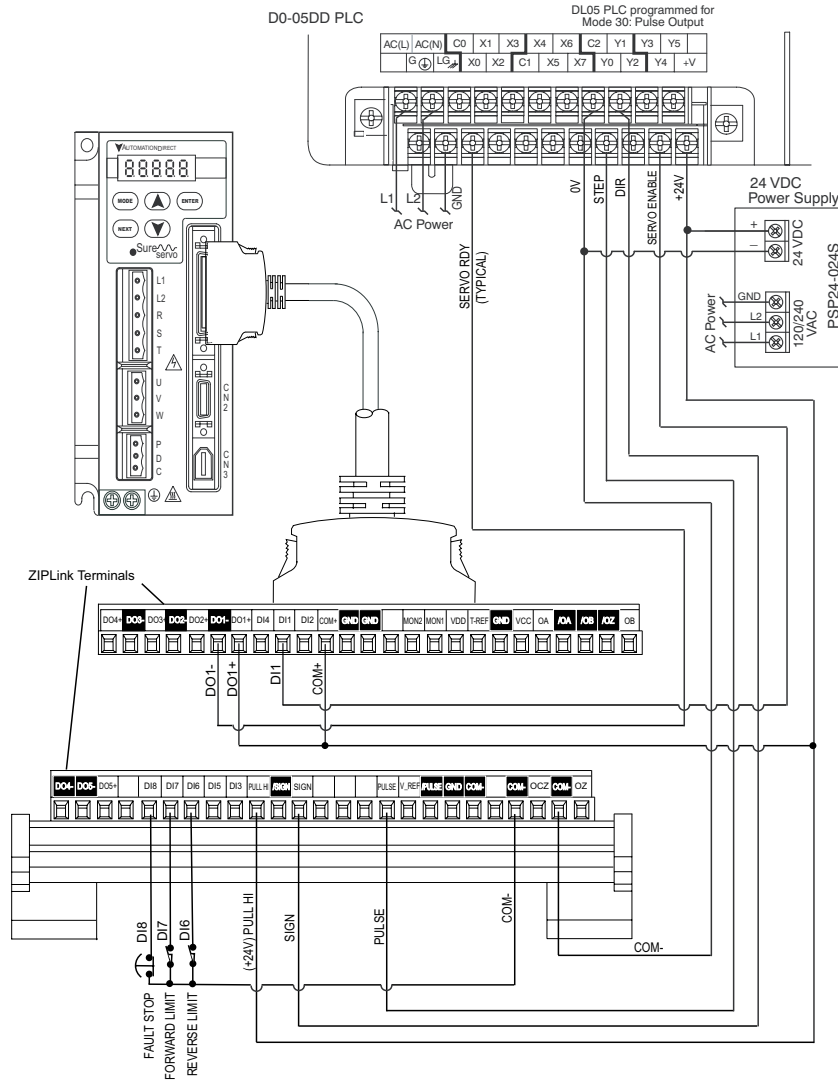 D0-05DD PLC
DL05 PLC programmed for
Mode 30: Pulse Output
AC(L) AC(N) C0 X1 X3 X4 X6 C2 Y1 Y3 Y5
G LG X0 X2 C1 X5 X7 Y0 Y2 Y4 +V
L1 L2 GND
AC Power
SERVO RDY
(TYPICAL)
0V
STEP
DIR
SERVO ENABLE
+24V
24 VDC
Power Supply
+
–
24 VDC
AC Power
GND
L2
L1
120/240
VAC
PSP24-024S
AUTOMATIONDIRECT
88888
MODE
ENTER
NEXT
Sure
servo
L1
L2
R
S
T
U
V
W
P
D
C
CN2
CN3
ZIPLink Terminals
DO4+ DO3- DO3+ DO2- DO2+ DO1- DO1+ DI4 DI1 DI2 COM+ GND GND MON2 MON1 VDD T-REF GND VCC OA /OA /OB /OZ OB
DO1-
DO1+
DI1
COM+
DO4- DO5- DO5+ DI8 DI7 DI6 DI5 DI3 PULL HI /SIGN SIGN PULSE V_REF /PULSE GND COM- COM- OCZ COM- OZ
DI8
DI7
DI6
(+24V) PULL HI
SIGN
PULSE
COM-
COM-
FAULT STOP
FORWARD LIMIT
REVERSE LIMIT